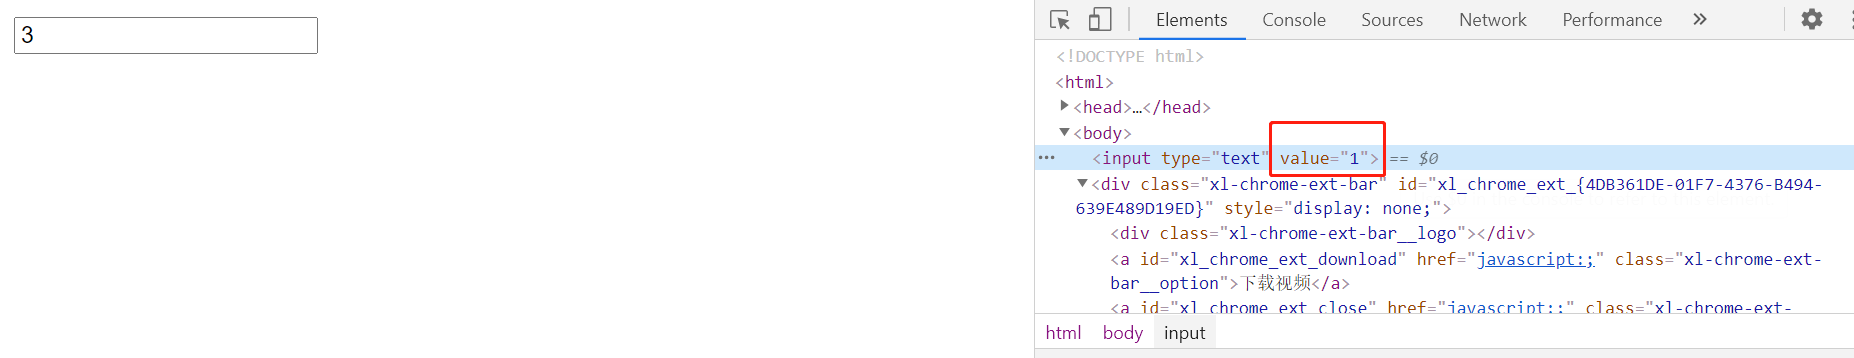 3
Elements Console Sources Network Performance
<!DOCTYPE html>
<html>
<head>…</head>
<body>
<input type="text" value="1"> == $0
<div class="xl-chrome-ext-bar" id="xl_chrome_ext_{4DB361DE-01F7-4376-B494-
639E489D19ED}" style="display: none;">
<div class="xl-chrome-ext-bar__logo"></div>
<a id="xl_chrome_ext_download" href="javascript:;" class="xl-chrome-ext-
bar__option">下载视频</a>
<a id="xl_chrome_ext_close" href="javascript:;" class="xl-chrome-ext-
html body input